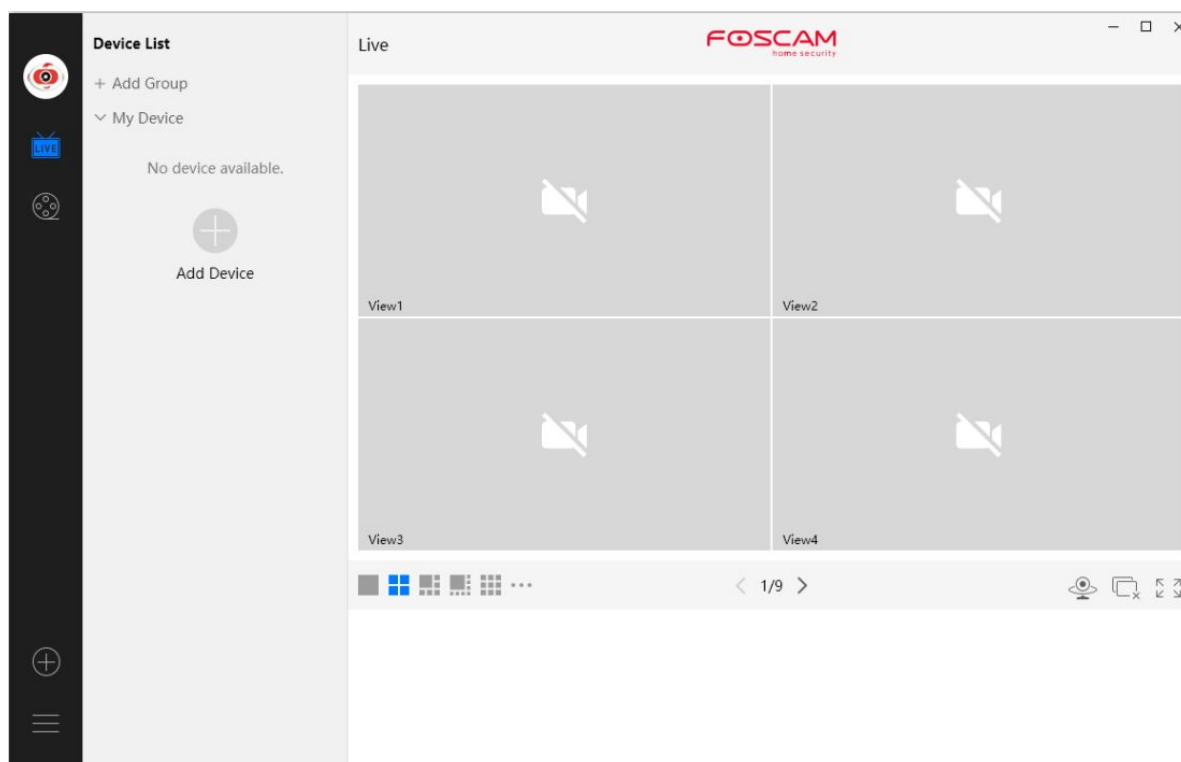 Device List
+ Add Group
My Device
No device available.
Add Device
Live
FOSCAM
home security
View1
View2
View3
View4
1/9
LIVE